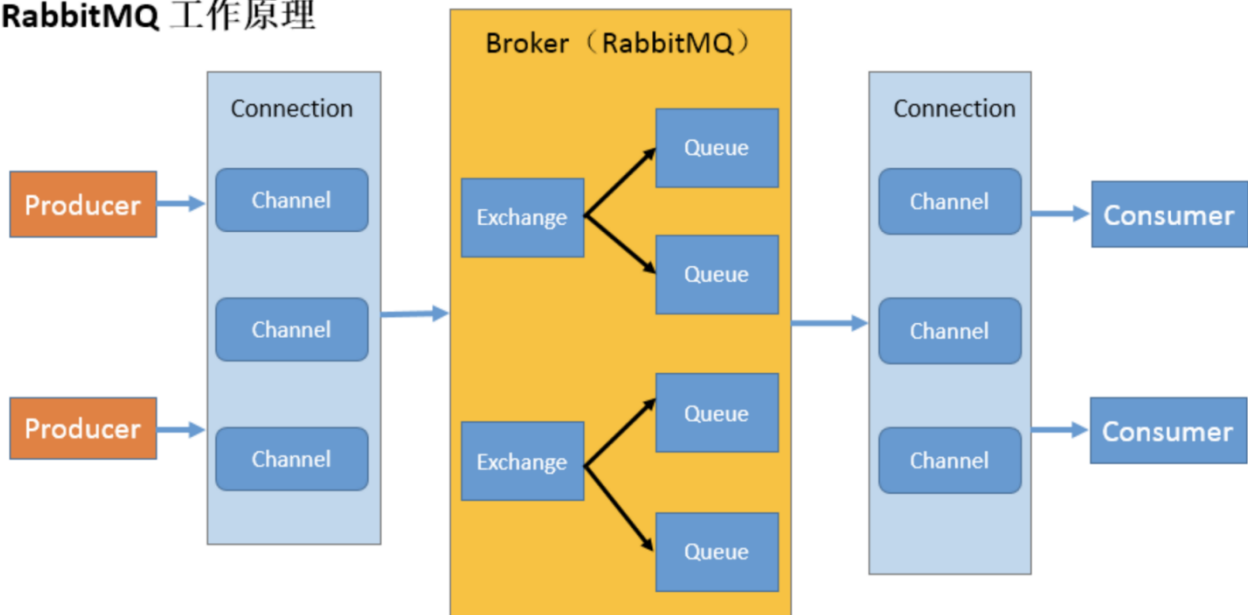 RabbitMQ 工作原理
Broker（RabbitMQ）
Connection
Connection
Queue
Channel
Channel
Producer
Exchange
Consumer
Queue
Channel
Channel
Queue
Producer
Consumer
Channel
Exchange
Channel
Queue